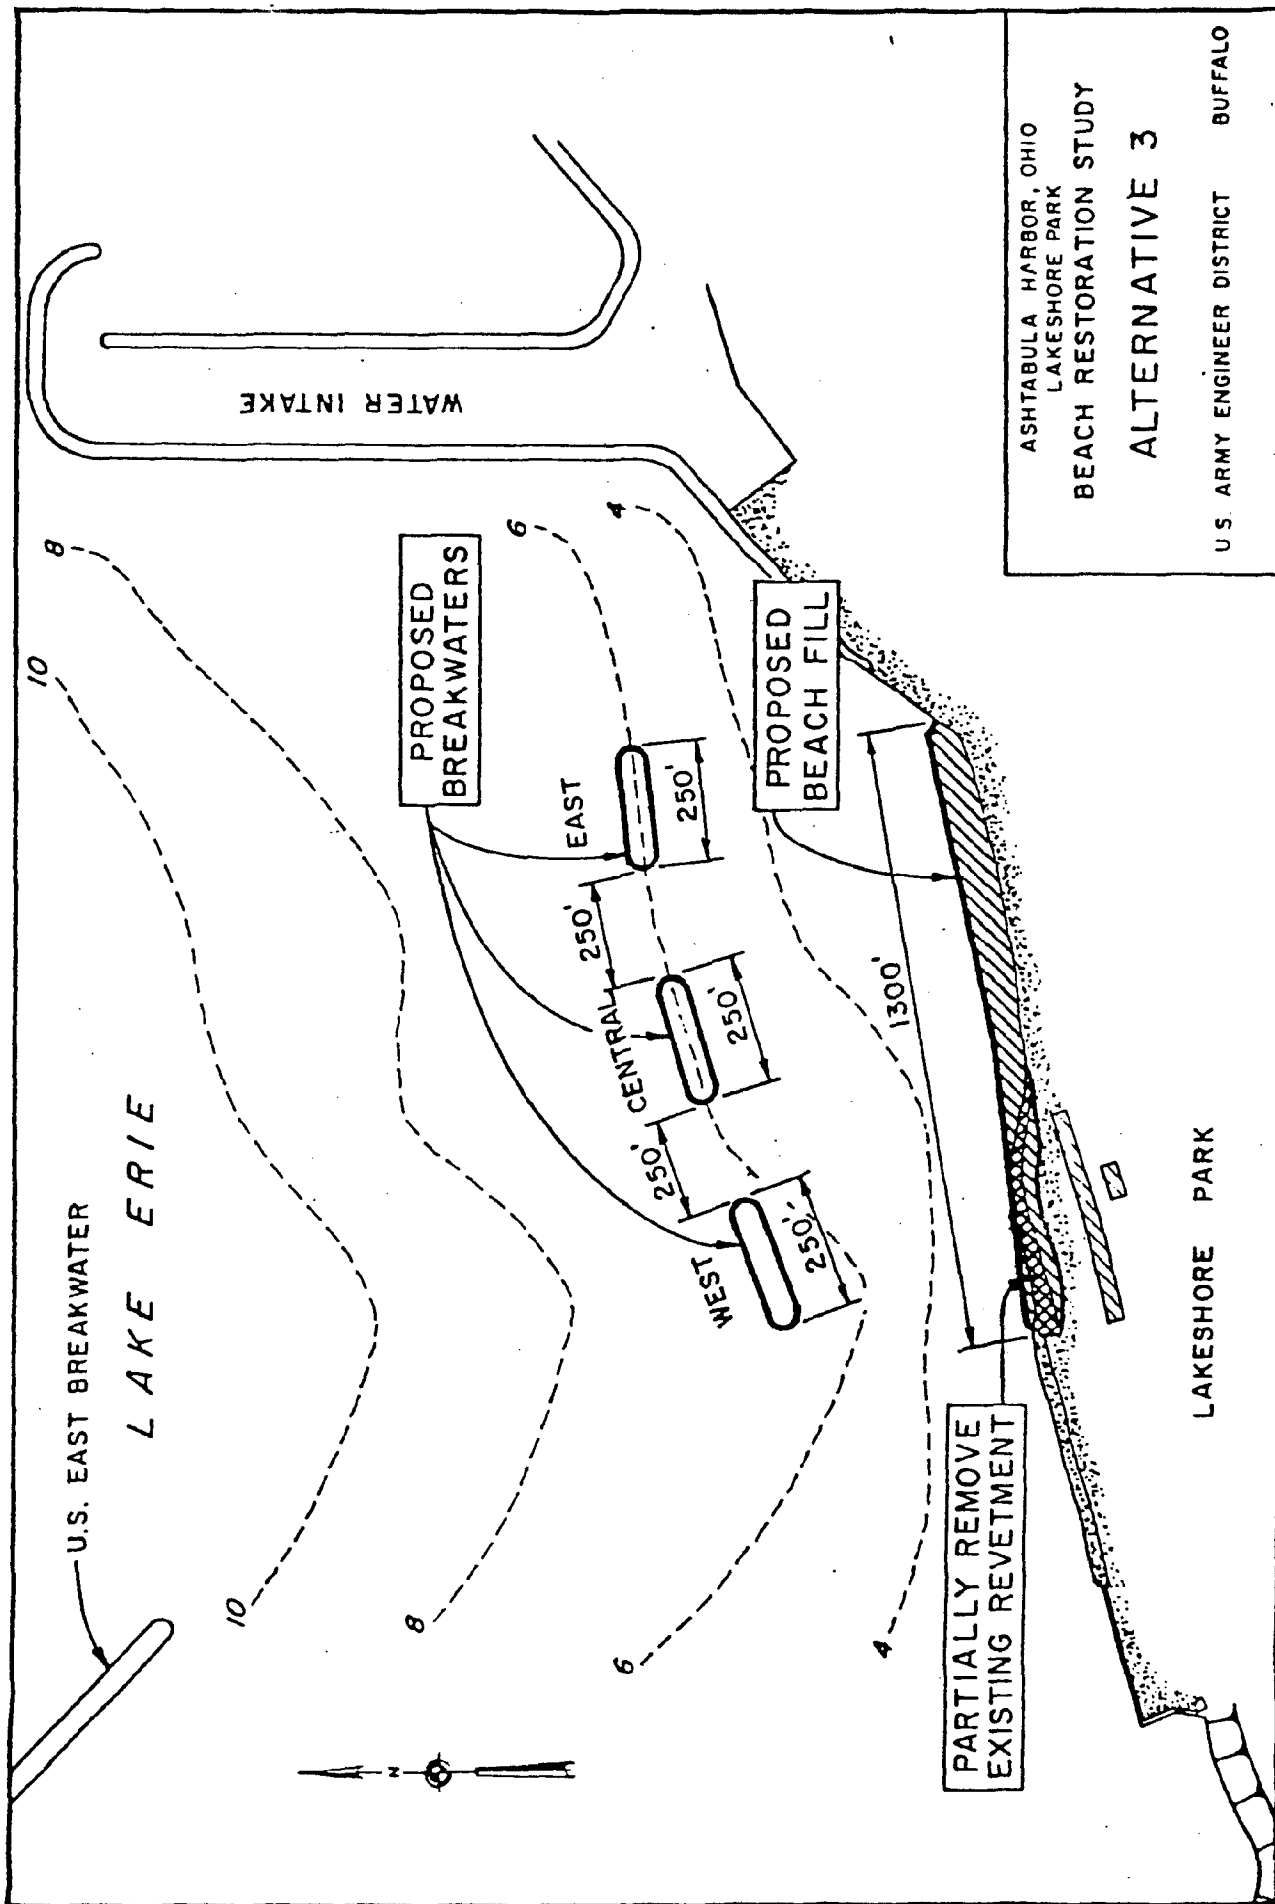 U.S. EAST BREAKWATER
LAKE ERIE
10
8
10
8
6
4
6
4
N
WATER INTAKE
PROPOSED
BREAKWATERS
EAST
250'
250'
CENTRAL
250'
250'
WEST
250'
PROPOSED
BEACH FILL
1300'
PARTIALLY REMOVE
EXISTING REVETMENT
LAKESHORE PARK
ASHTABULA HARBOR, OHIO
LAKESHORE PARK
BEACH RESTORATION STUDY
ALTERNATIVE 3
U.S. ARMY ENGINEER DISTRICT BUFFALO